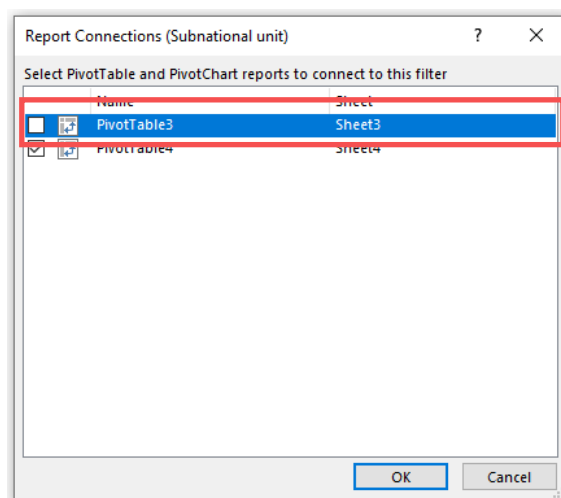 Report Connections (Subnational unit) ? ×
Select PivotTable and PivotChart reports to connect to this filter
Name Sheet
PivotTable3 Sheet3
PivotTable4 Sheet4
OK Cancel